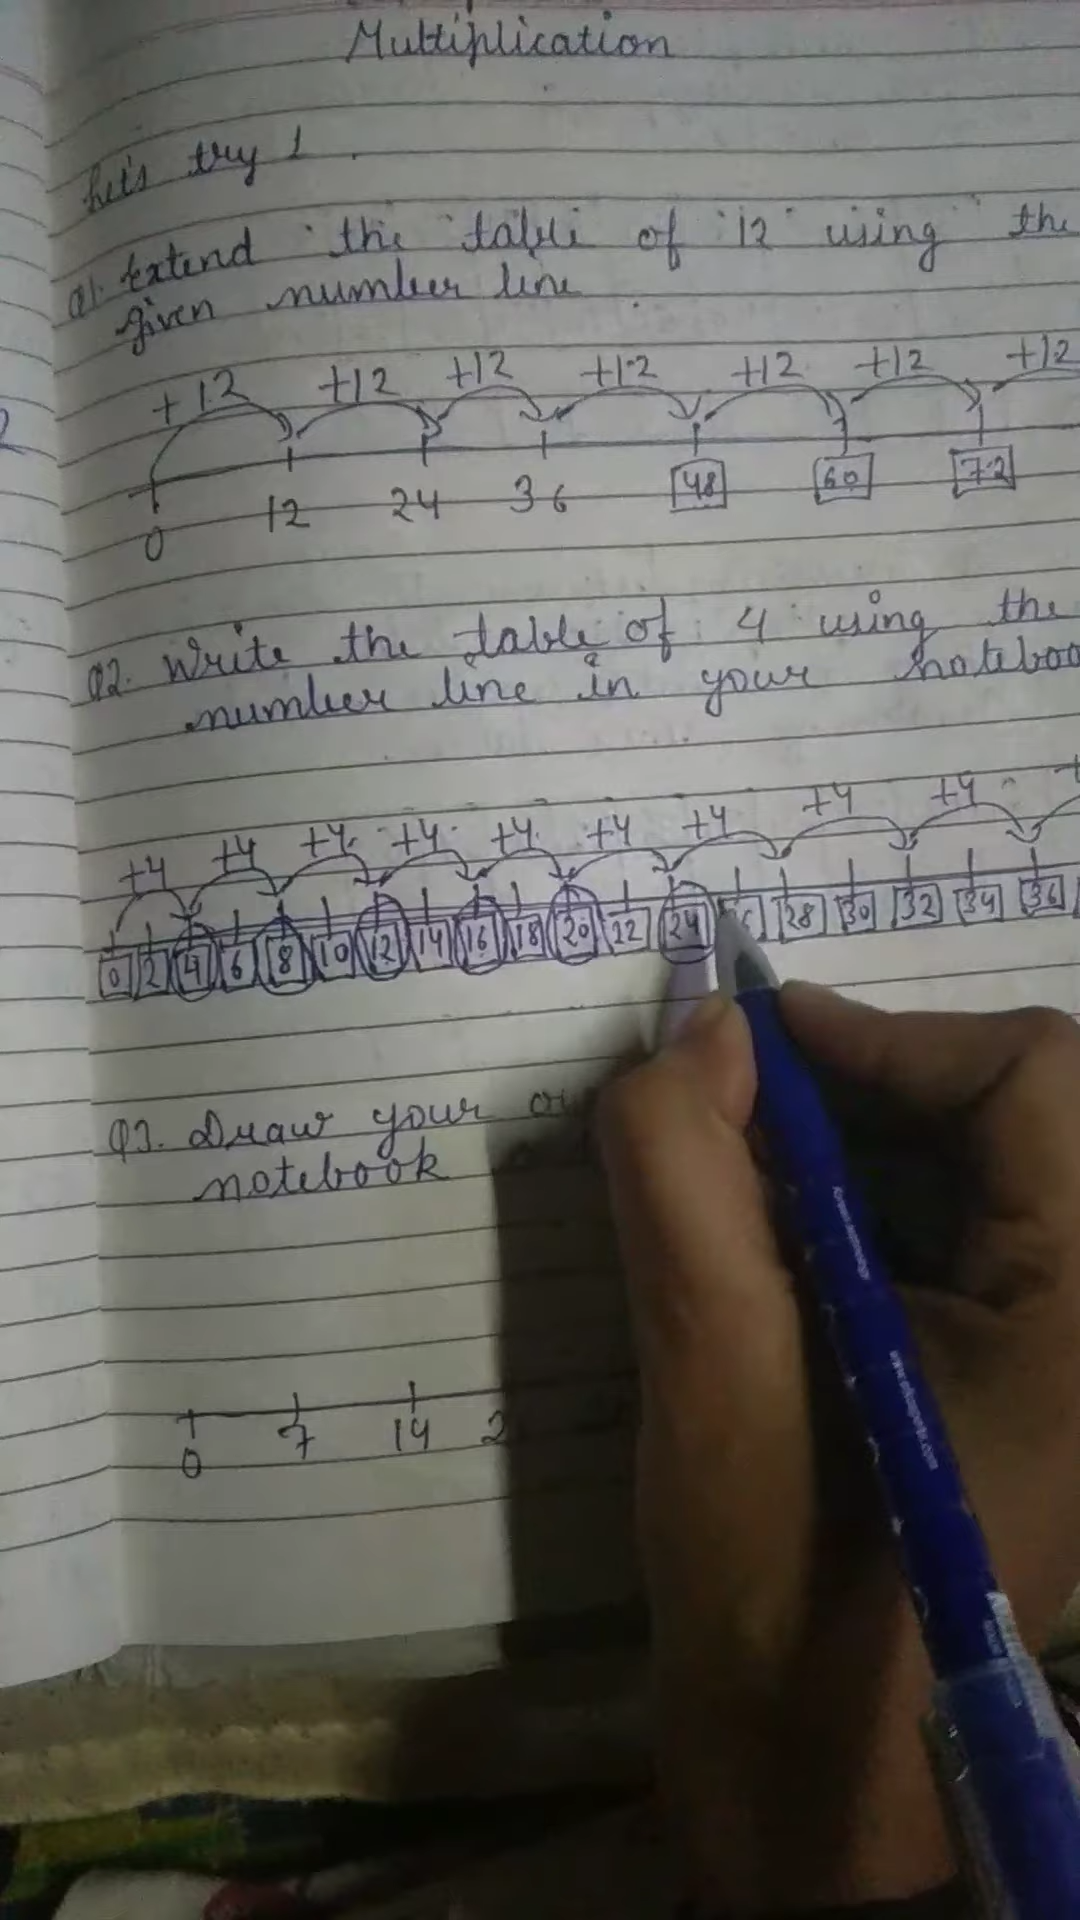 Multiplication
Let's try !
Q1. Extend the table of 12 using the
given number line
+12 +12 +12 +12 +12 +12 +12
0 12 24 36 48 60 72
Q2. Write the table of 4 using the
number line in your
+4 +4 +4 +4 +4 +4 +4 +4 +4
0 2 4 6 8 10 12 14 16 18 20 22 24 28 30 32 34 36
Q3. Draw your
notebook
0 7 14